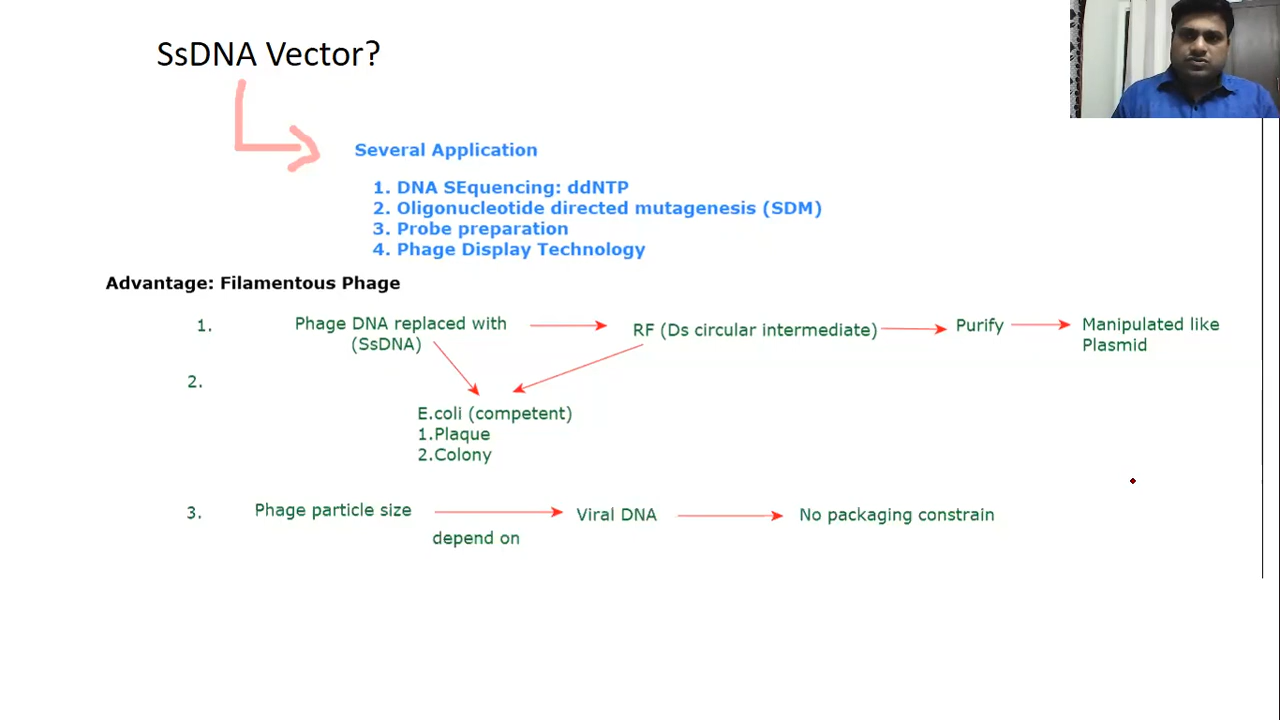 SsDNA Vector?
Several Application
1. DNA SEquencing: ddNTP
2. Oligonucleotide directed mutagenesis (SDM)
3. Probe preparation
4. Phage Display Technology
Advantage: Filamentous Phage
1.
Phage DNA replaced with
(SsDNA)
RF (Ds circular intermediate)
Purify
Manipulated like
Plasmid
2.
E.coli (competent)
1.Plaque
2.Colony
3.
Phage particle size
depend on
Viral DNA
No packaging constrain